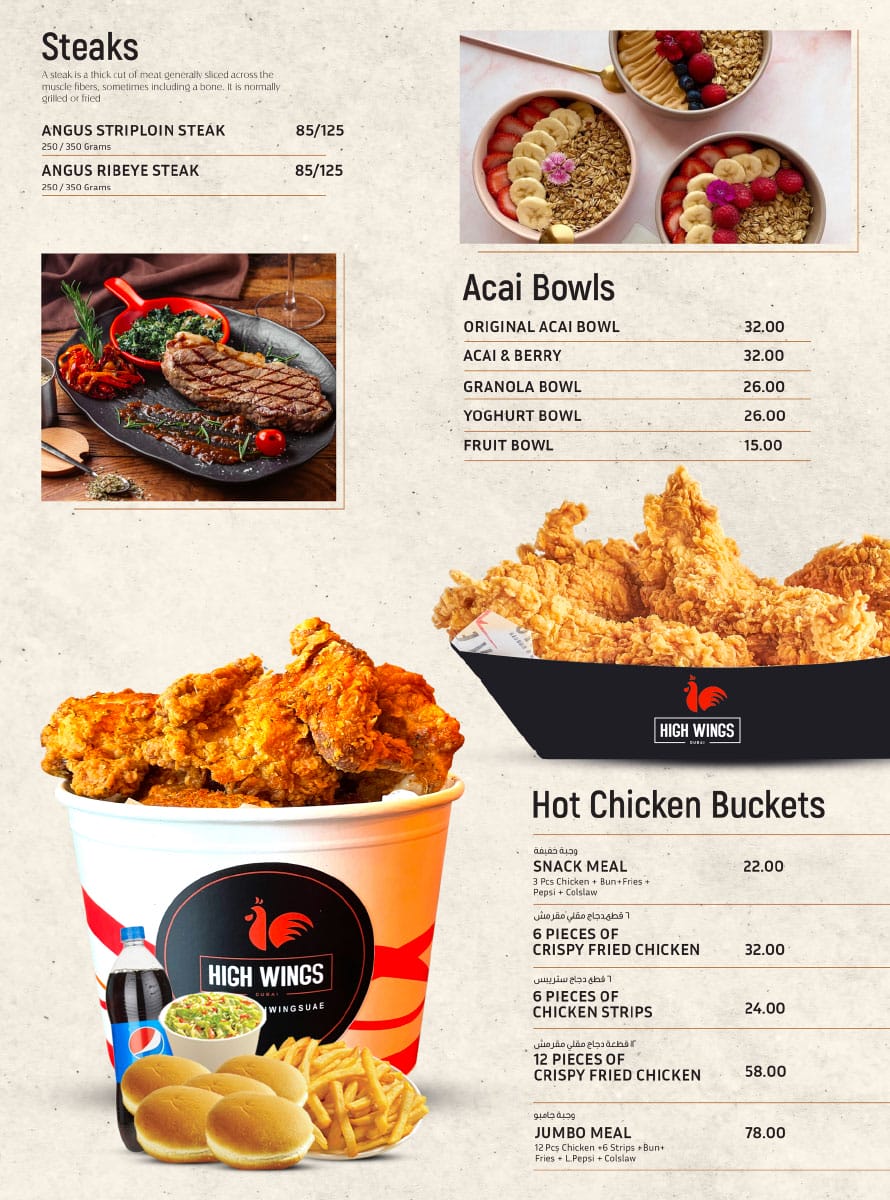 Steaks
A steak is a thick cut of meat generally sliced across the
muscle fibers, sometimes including a bone. It is normally
grilled or fried
ANGUS STRIPLOIN STEAK 85/125
250 / 350 Grams
ANGUS RIBEYE STEAK 85/125
250 / 350 Grams
Acai Bowls
ORIGINAL ACAI BOWL 32.00
ACAI & BERRY 32.00
GRANOLA BOWL 26.00
YOGHURT BOWL 26.00
FRUIT BOWL 15.00
HIGH WINGS
DUBAI
HIGH WINGS
DUBAI
WINGSUAE
pepsi
Hot Chicken Buckets
وجبة خفيفة
SNACK MEAL 22.00
3 Pcs Chicken + Bun+Fries +
Pepsi + Colslaw
٦ قطع دجاج مقلي مقرمش
6 PIECES OF
CRISPY FRIED CHICKEN 32.00
٦ قطع دجاج ستريبس
6 PIECES OF
CHICKEN STRIPS 24.00
١٢ قطعة دجاج مقلي مقرمش
12 PIECES OF
CRISPY FRIED CHICKEN 58.00
وجبة جامبو
JUMBO MEAL 78.00
12 Pcs Chicken +6 Strips +Bun+
Fries + L.Pepsi + Colslaw